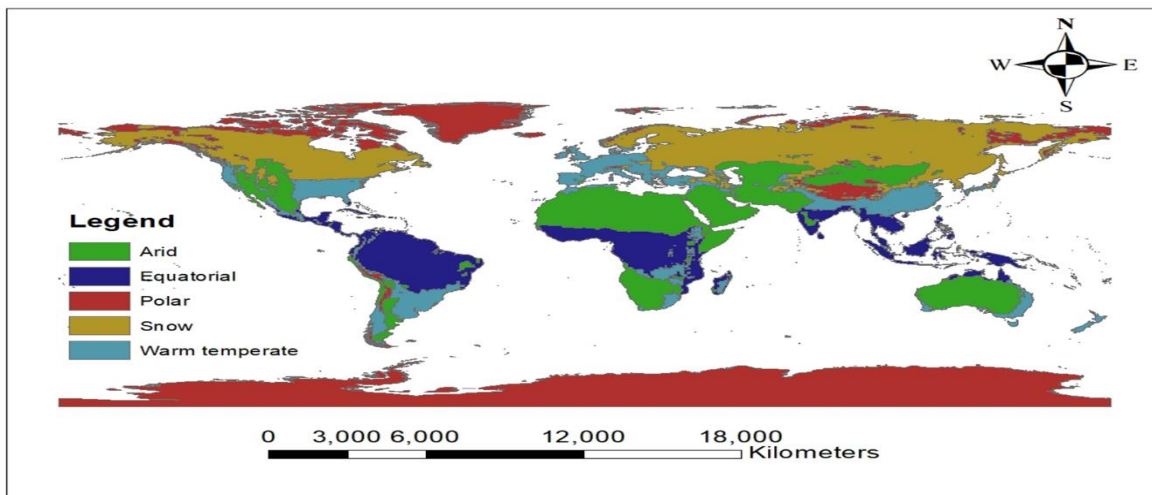 N
W E
S
Legend
Arid
Equatorial
Polar
Snow
Warm temperate
0 3,000 6,000 12,000 18,000
Kilometers